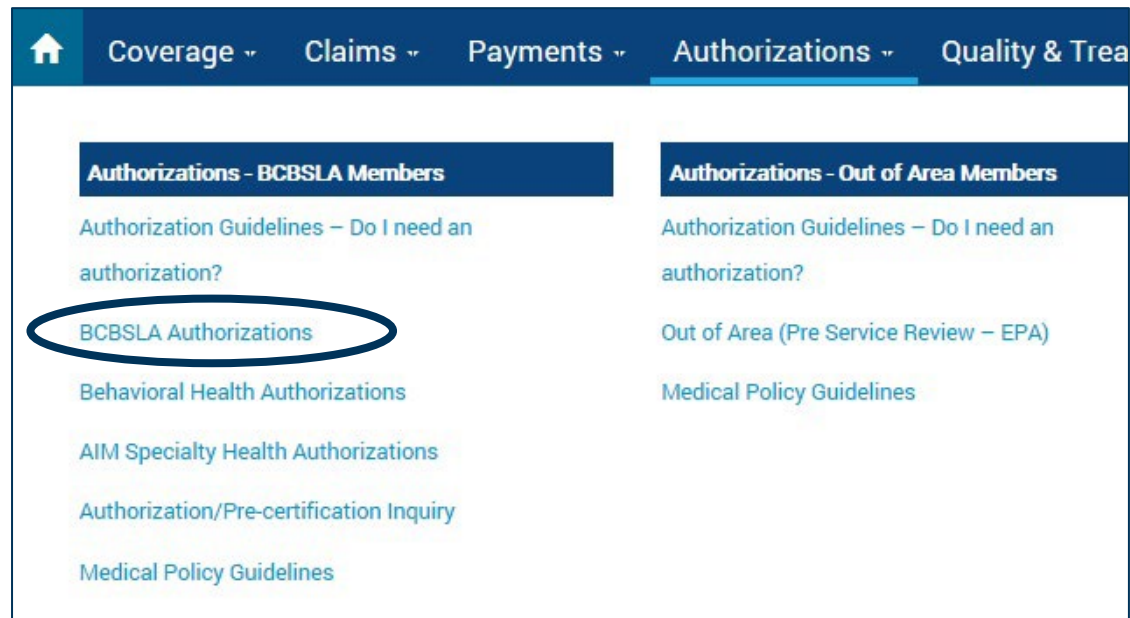 Coverage Claims Payments Authorizations Quality & Trea
Authorizations - BCBSLA Members
Authorization Guidelines – Do I need an
authorization?
BCBSLA Authorizations
Behavioral Health Authorizations
AIM Specialty Health Authorizations
Authorization/Pre-certification Inquiry
Medical Policy Guidelines
Authorizations - Out of Area Members
Authorization Guidelines – Do I need an
authorization?
Out of Area (Pre Service Review – EPA)
Medical Policy Guidelines